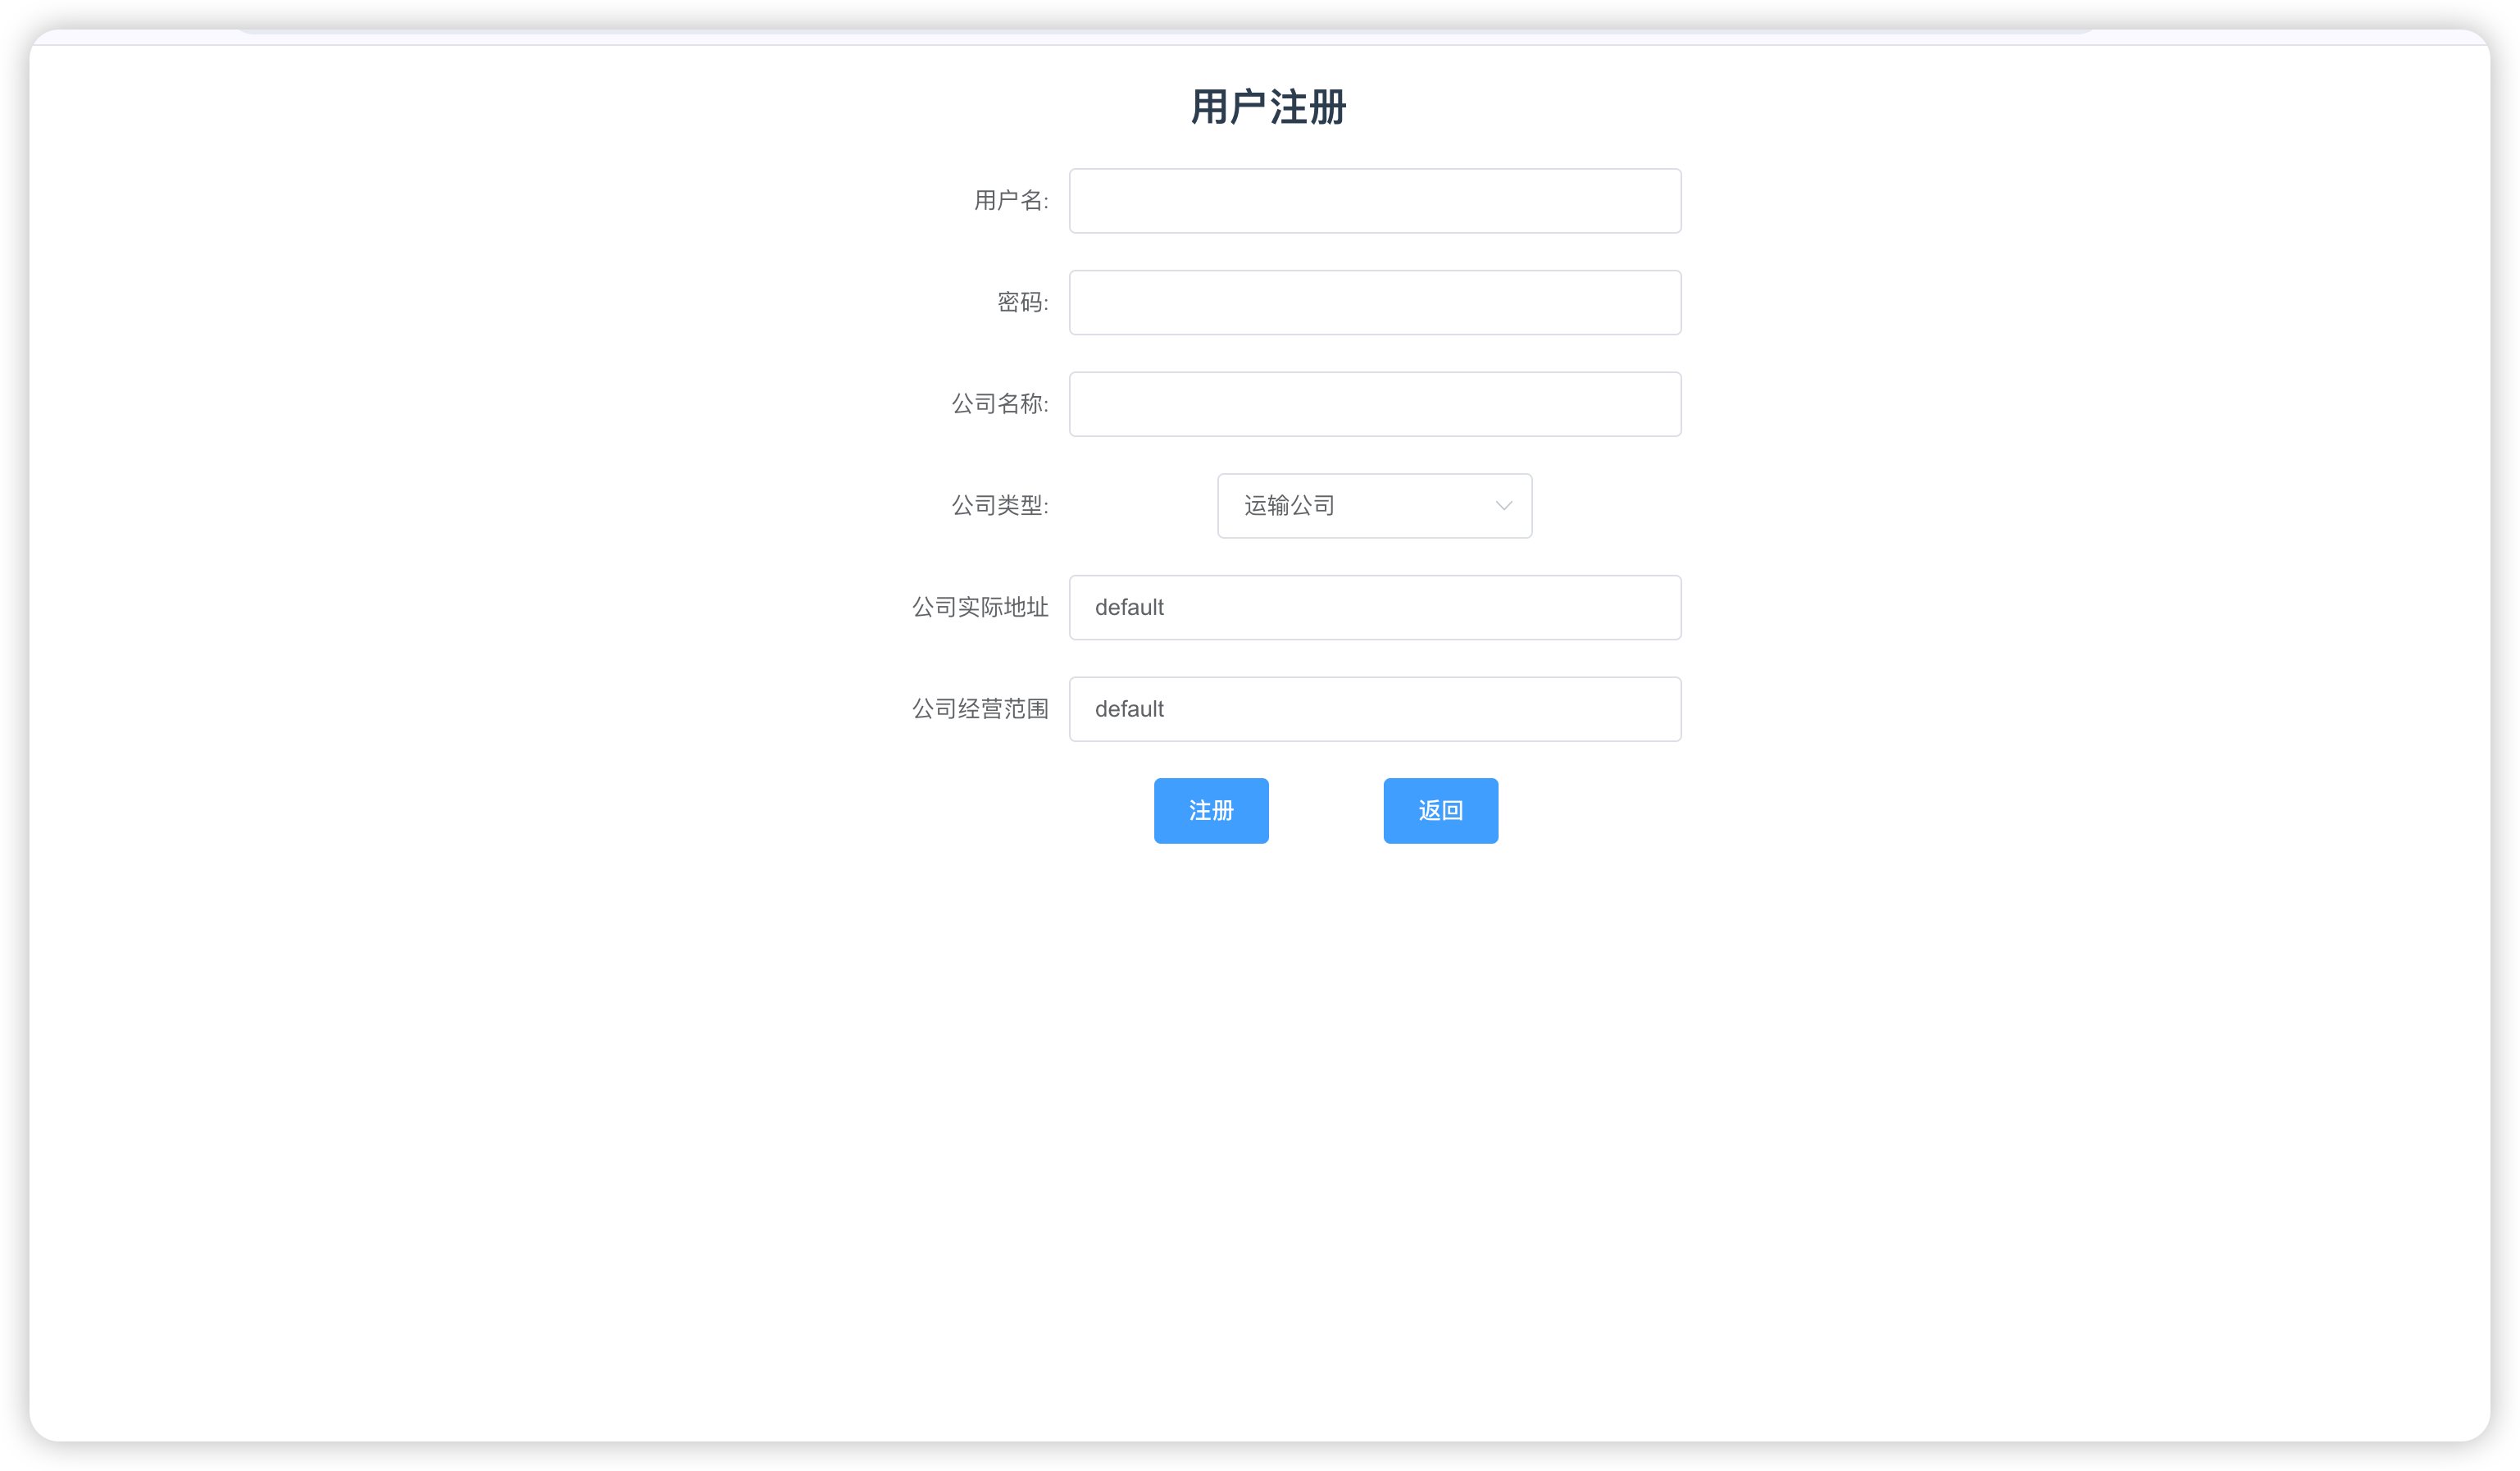 用户注册
用户名:
密码:
公司名称:
公司类型: 运输公司
公司实际地址 default
公司经营范围 default
注册 返回